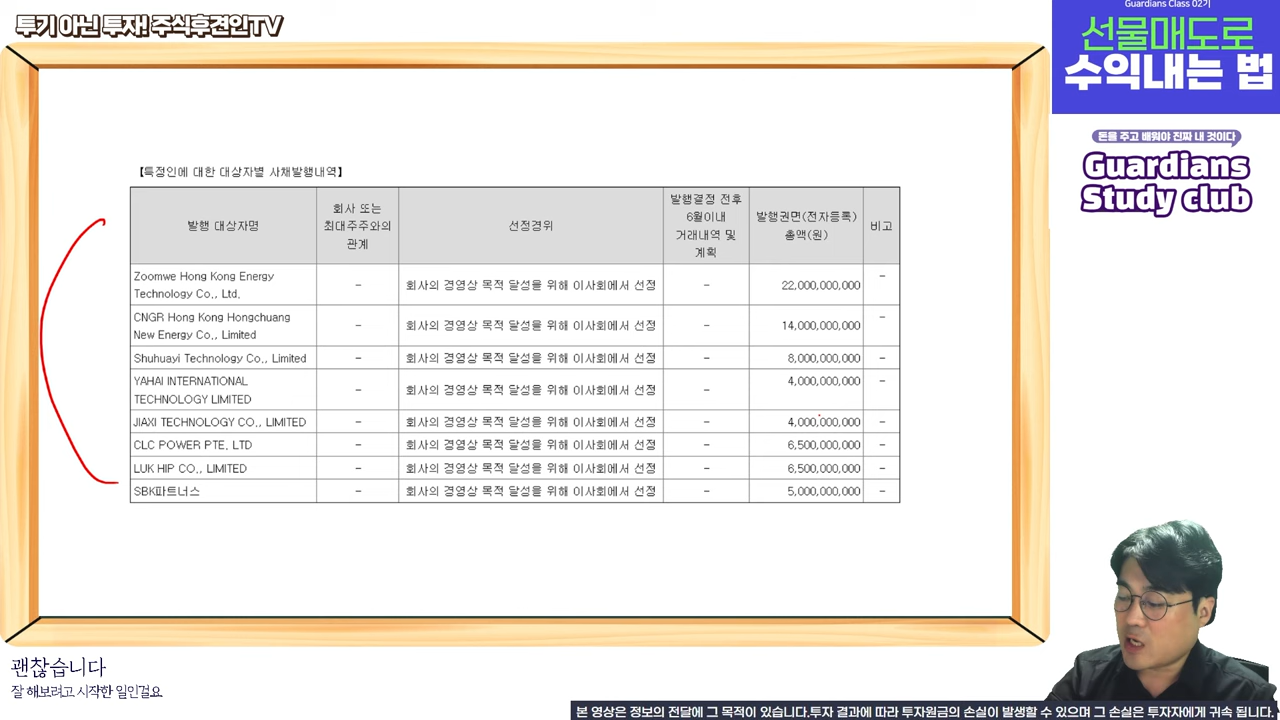 투기 아닌 투자! 주식후견인TV
Guardians Class 02기
선물매도로
수익내는 법
돈을 주고 배워야 진짜 내 것이다
Guardians
Study club
【특정인에 대한 대상자별 사채발행내역】
발행 대상자명
회사 또는
최대주주와의
관계
선정경위
발행결정 전후
6월이내
거래내역 및
계획
발행권면(전자등록)
총액(원)
비고
Zoomwe Hong Kong Energy
Technology Co., Ltd.
-
회사의 경영상 목적 달성을 위해 이사회에서 선정
-
22,000,000,000
-
CNGR Hong Kong Hongchuang
New Energy Co., Limited
-
회사의 경영상 목적 달성을 위해 이사회에서 선정
-
14,000,000,000
-
Shuhuayi Technology Co., Limited
-
회사의 경영상 목적 달성을 위해 이사회에서 선정
-
8,000,000,000
-
YAHAI INTERNATIONAL
TECHNOLOGY LIMITED
-
회사의 경영상 목적 달성을 위해 이사회에서 선정
-
4,000,000,000
-
JIAXI TECHNOLOGY CO., LIMITED
-
회사의 경영상 목적 달성을 위해 이사회에서 선정
-
4,000,000,000
-
CLC POWER PTE. LTD
-
회사의 경영상 목적 달성을 위해 이사회에서 선정
-
6,500,000,000
-
LUK HIP CO., LIMITED
-
회사의 경영상 목적 달성을 위해 이사회에서 선정
-
6,500,000,000
-
SBK파트너스
-
회사의 경영상 목적 달성을 위해 이사회에서 선정
-
5,000,000,000
-
괜찮습니다
잘 해보려고 시작한 일인걸요
본 영상은 정보의 전달에 그 목적이 있습니다.투자 결과에 따라 투자원금의 손실이 발생할 수 있으며 그 손실은 투자자에게 귀속 됩니다.